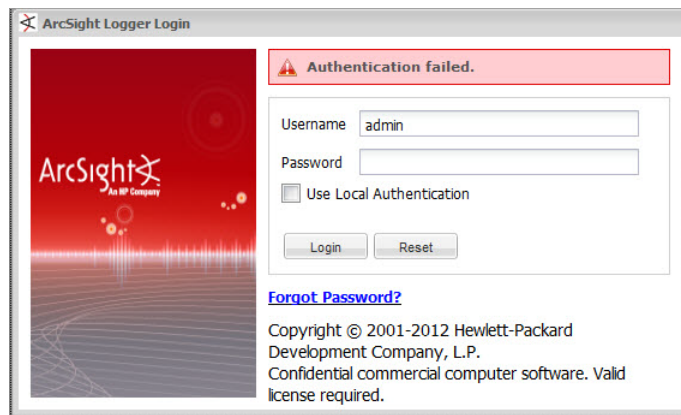 ArcSight Logger Login
Authentication failed.
Username admin
Password
Use Local Authentication
Login Reset
Forgot Password?
ArcSight
An HP Company
Copyright © 2001-2012 Hewlett-Packard
Development Company, L.P.
Confidential commercial computer software. Valid
license required.